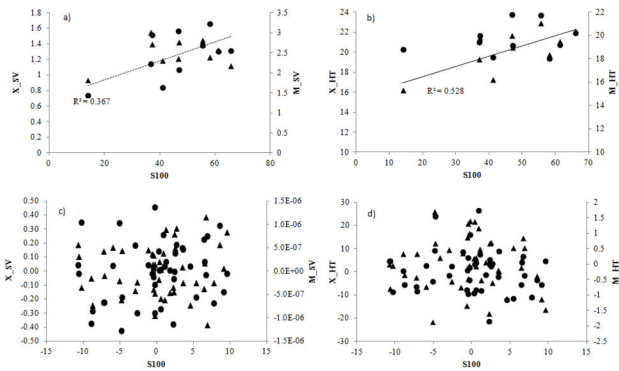 a)
1.8
1.6
1.4
1.2
1
0.8
0.6
0.4
0.2
0
X_SV
3.5
3
2.5
2
1.5
1
0.5
0
M_SV
R² = 0.367
0 20 40 60 80
S100
b)
24
22
20
18
16
14
12
10
X_HT
22
20
18
16
14
12
10
M_HT
R² = 0.528
0 10 20 30 40 50 60 70
S100
c)
0.50
0.40
0.30
0.20
0.10
0.00
-0.10
-0.20
-0.30
-0.40
-0.50
X_SV
1.5E-06
1.0E-06
5.0E-07
0.0E+00
-5.0E-07
-1.0E-06
-1.5E-06
M_SV
-15 -10 -5 0 5 10 15
S100
d)
30
20
10
0
-10
-20
-30
X_HT
2
1.5
1
0.5
0
-0.5
-1
-1.5
-2
-2.5
M_HT
-15 -10 -5 0 5 10 15
S100